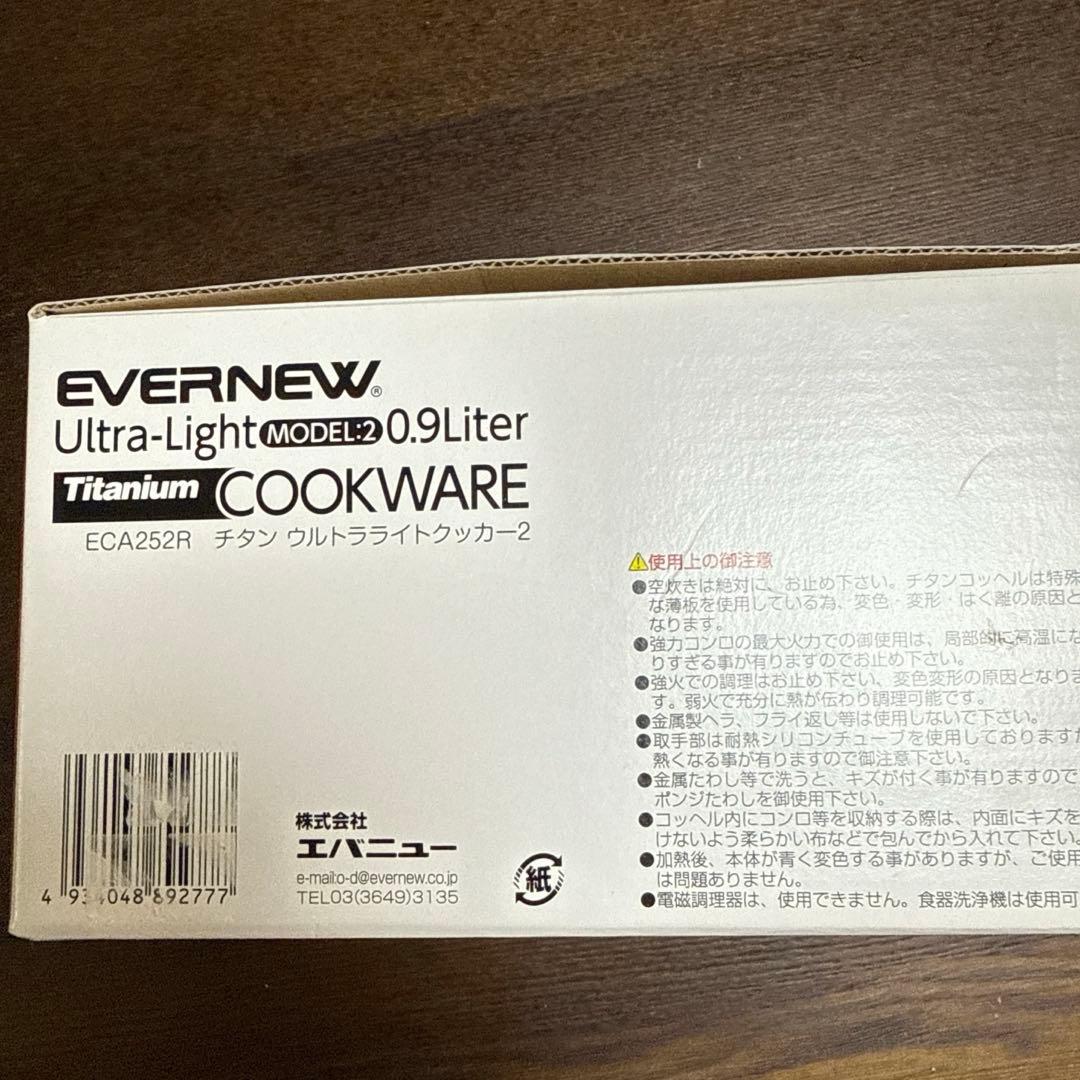 EVERNEW®
Ultra-Light MODEL:2 0.9Liter
Titanium COOKWARE
ECA252R チタン ウルトラライトクッカー2
⚠使用上の御注意
●空炊きは絶対に、お止め下さい。チタンコッヘルは特殊
な薄板を使用している為、変色・変形・はく離の原因と
なります。
●強力コンロの最大火力での御使用は、局部的に高温にな
りすぎる事が有りますのでお止め下さい。
●強火での調理はお止め下さい、変色変形の原因となりま
す。弱火で充分に熱が伝わり調理可能です。
●金属製ヘラ、フライ返し等は使用しないで下さい。
●取手部は耐熱シリコンチューブを使用しておりますが
熱くなる事が有りますので御注意下さい。
●金属たわし等で洗うと、キズが付く事が有りますので
ポンジたわしを御使用下さい。
●コッヘル内にコンロ等を収納する際は、内面にキズを
けないよう柔らかい布などで包んでから入れて下さい。
●加熱後、本体が青く変色する事がありますが、ご使用
は問題ありません。
●電磁調理器は、使用できません。食器洗浄機は使用可
株式会社
エバニュー
e-mail:o-d@evernew.co.jp
TEL03(3649)3135
紙
4 048 892777